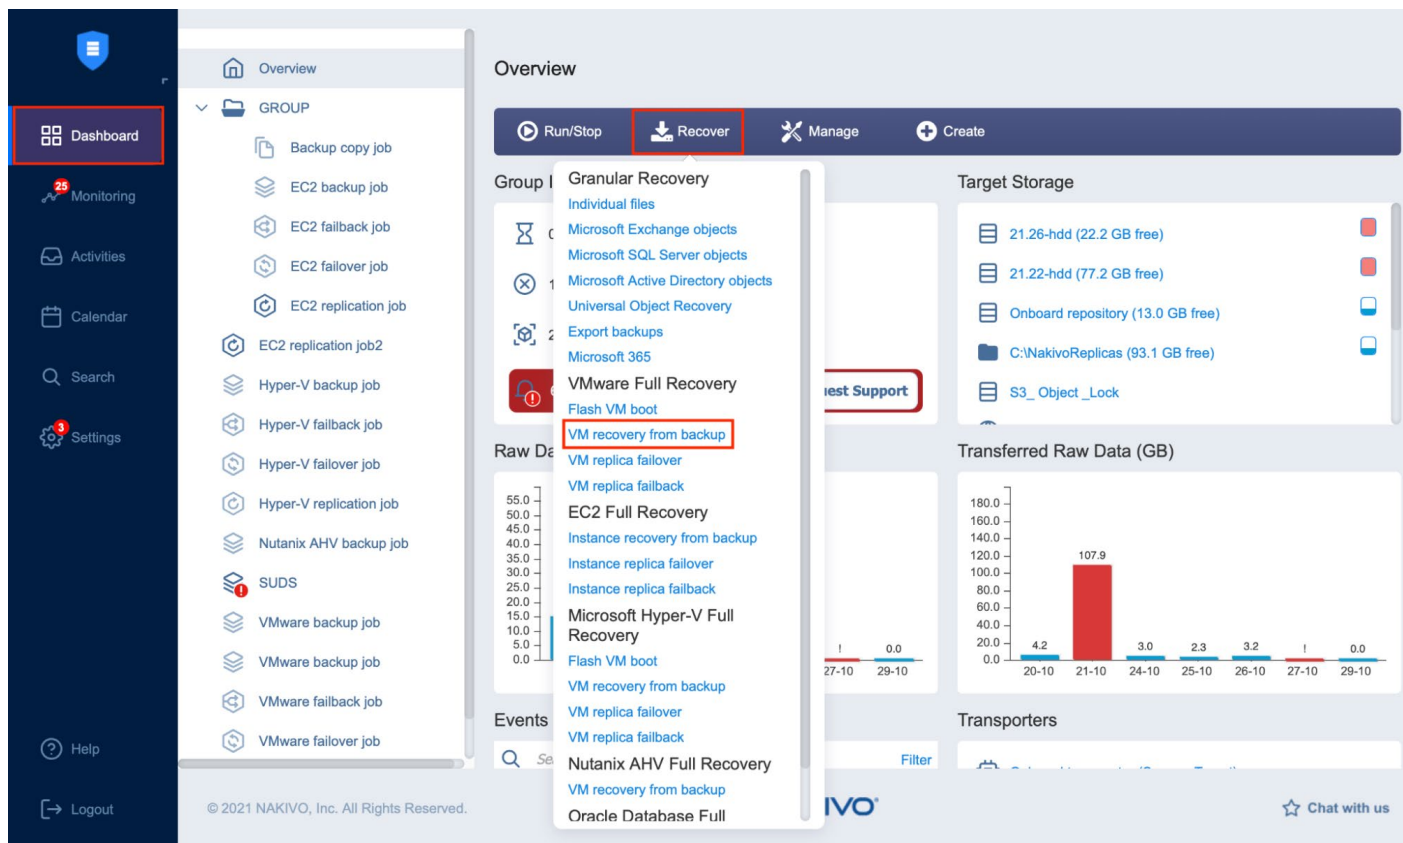 Dashboard
25
Monitoring
Activities
Calendar
Search
3
Settings
Help
Logout
Overview
GROUP
Backup copy job
EC2 backup job
EC2 failback job
EC2 failover job
EC2 replication job
EC2 replication job2
Hyper-V backup job
Hyper-V failback job
Hyper-V failover job
Hyper-V replication job
Nutanix AHV backup job
SUDS
VMware backup job
VMware backup job
VMware failback job
VMware failover job
Overview
Run/Stop
Recover
Manage
Create
Group
Granular Recovery
Individual files
Microsoft Exchange objects
Microsoft SQL Server objects
Microsoft Active Directory objects
Universal Object Recovery
Export backups
Microsoft 365
VMware Full Recovery
Flash VM boot
VM recovery from backup
VM replica failover
VM replica failback
EC2 Full Recovery
Instance recovery from backup
Instance replica failover
Instance replica failback
Microsoft Hyper-V Full
Recovery
Flash VM boot
VM recovery from backup
VM replica failover
VM replica failback
Nutanix AHV Full Recovery
VM recovery from backup
Oracle Database Full
Support
Raw
55.0
50.0
45.0
40.0
35.0
30.0
25.0
20.0
15.0
10.0
5.0
0.0
! 0.0
27-10 29-10
Events
Filter
Target Storage
21.26-hdd (22.2 GB free)
21.22-hdd (77.2 GB free)
Onboard repository (13.0 GB free)
C:\NakivoReplicas (93.1 GB free)
S3_ Object _Lock
Transferred Raw Data (GB)
180.0
160.0
140.0
120.0
100.0
80.0
60.0
40.0
20.0
0.0
4.2 107.9 3.0 2.3 3.2 ! 0.0
20-10 21-10 24-10 25-10 26-10 27-10 29-10
Transporters
© 2021 NAKIVO, Inc. All Rights Reserved.
IVO
Chat with us